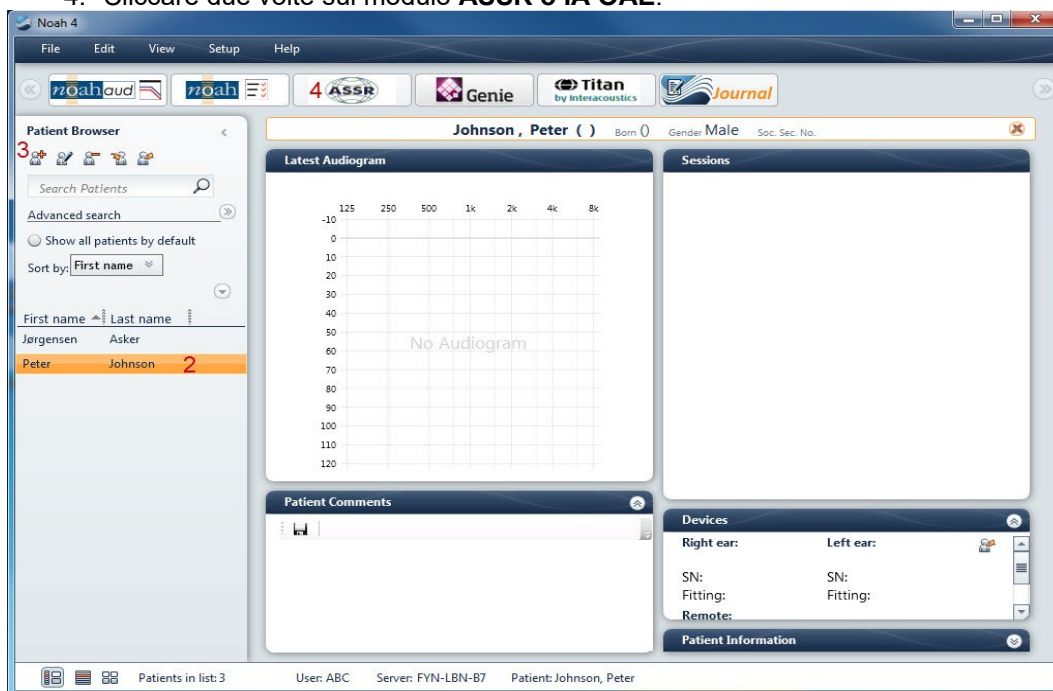 4. Cliccare due volte sul modulo ASSR o IA OAE.
Noah 4
File Edit View Setup Help
noah aud noah 4 ASSR Genie Titan by Interacoustics Journal
Patient Browser
Johnson , Peter ( ) Born () Gender Male Soc. Sec. No.
3
Search Patients
Advanced search
Show all patients by default
Sort by: First name
First name Last name
Jørgensen Asker
Peter Johnson 2
Latest Audiogram
125 250 500 1k 2k 4k 8k
-10
0
10
20
30
40
50
60
70
80
90
100
110
120
No Audiogram
Patient Comments
Sessions
Devices
Right ear: Left ear:
SN: SN:
Fitting: Fitting:
Remote:
Patient Information
Patients in list: 3 User: ABC Server: FYN-LBN-B7 Patient: Johnson, Peter